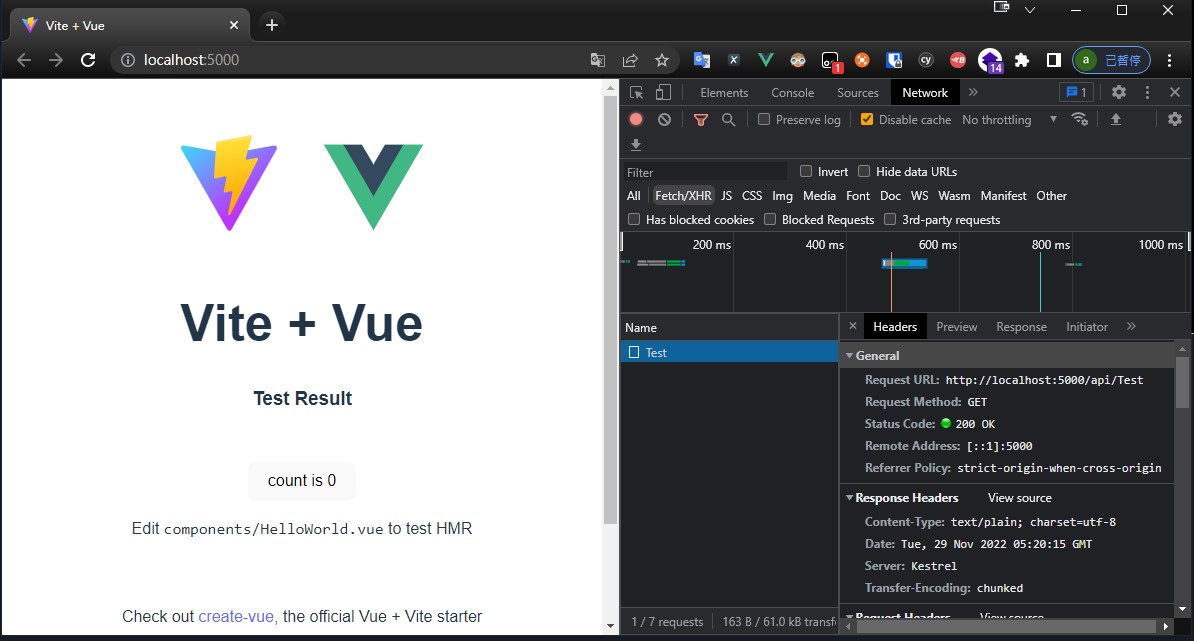 Vite + Vue
localhost:5000
1
cy
14
a 已暫停
Vite + Vue
Test Result
count is 0
Edit components/HelloWorld.vue to test HMR
Check out create-vue, the official Vue + Vite starter
Elements Console Sources Network » 1
Preserve log Disable cache No throttling
Filter Invert Hide data URLs
All Fetch/XHR JS CSS Img Media Font Doc WS Wasm Manifest Other
Has blocked cookies Blocked Requests 3rd-party requests
200 ms 400 ms 600 ms 800 ms 1000 ms
Name
Test
1 / 7 requests 163 B / 61.0 kB transf
× Headers Preview Response Initiator »
General
Request URL: http://localhost:5000/api/Test
Request Method: GET
Status Code: 200 OK
Remote Address: [::1]:5000
Referrer Policy: strict-origin-when-cross-origin
Response Headers View source
Content-Type: text/plain; charset=utf-8
Date: Tue, 29 Nov 2022 05:20:15 GMT
Server: Kestrel
Transfer-Encoding: chunked
Request Headers View source